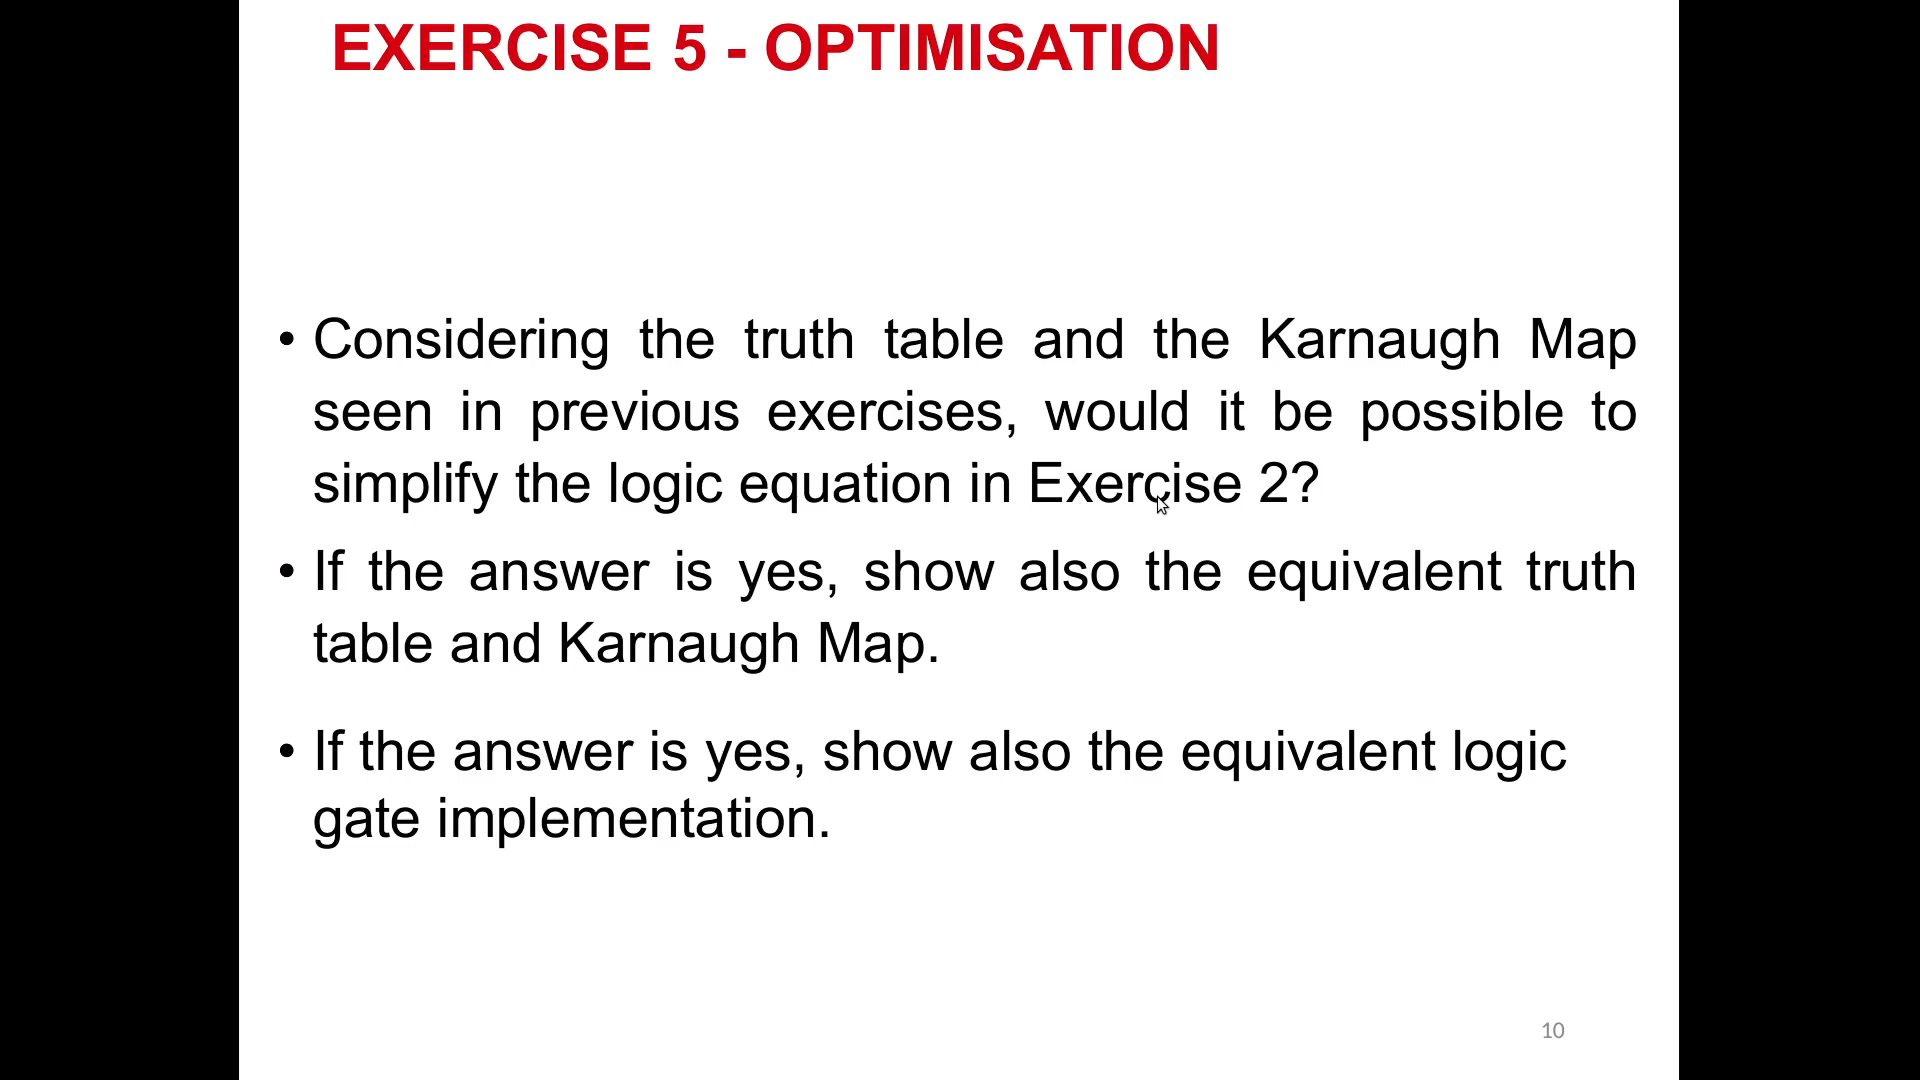 EXERCISE 5 - OPTIMISATION
• Considering the truth table and the Karnaugh Map
seen in previous exercises, would it be possible to
simplify the logic equation in Exercise 2?
• If the answer is yes, show also the equivalent truth
table and Karnaugh Map.
• If the answer is yes, show also the equivalent logic
gate implementation.
10